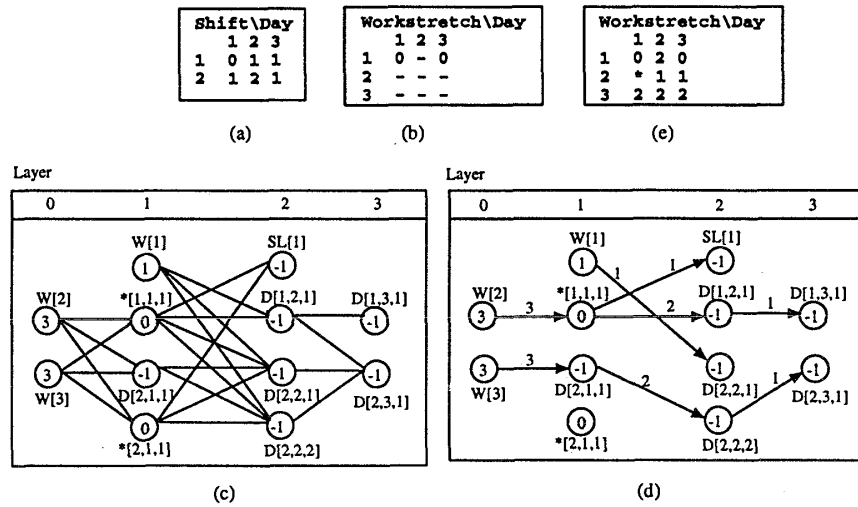 Shift\Day
1 2 3
1 0 1 1
2 1 2 1
(a)
Workstretch\Day
1 2 3
1 0 - 0
2 - - -
3 - - -
(b)
Workstretch\Day
1 2 3
1 0 2 0
2 * 1 1
3 2 2 2
(e)
Layer
0 1 2 3
W[1] SL[1]
1 -1
W[2] *[1,1,1] D[1,2,1] D[1,3,1]
3 0 -1 -1
3 -1 -1 -1
W[3] D[2,1,1] D[2,2,1] D[2,3,1]
0 -1
*[2,1,1] D[2,2,2]
(c)
Layer
0 1 2 3
W[1] SL[1]
1 1 1 -1
W[2] *[1,1,1] D[1,2,1] D[1,3,1]
3 3 0 2 -1 1 -1
3 3 -1 2 -1 1 -1
W[3] D[2,1,1] D[2,2,1] D[2,3,1]
0 -1
*[2,1,1] D[2,2,2]
(d)